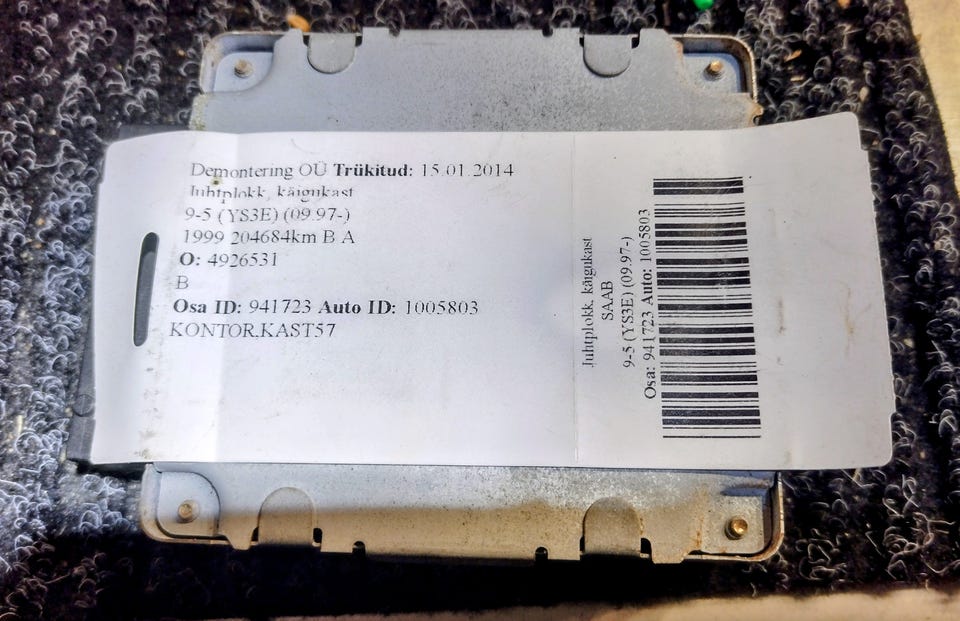 Demontering OÜ Trükitud: 15.01.2014
Juhtplokk, käigukast
9-5 (YS3E) (09.97-)
1999 204684km B A
O: 4926531
B
Osa ID: 941723 Auto ID: 1005803
KONTOR.KAST57
Juhtplokk, käigukast
SAAB
9-5 (YS3E) (09.97-)
Osa: 941723 Auto: 1005803